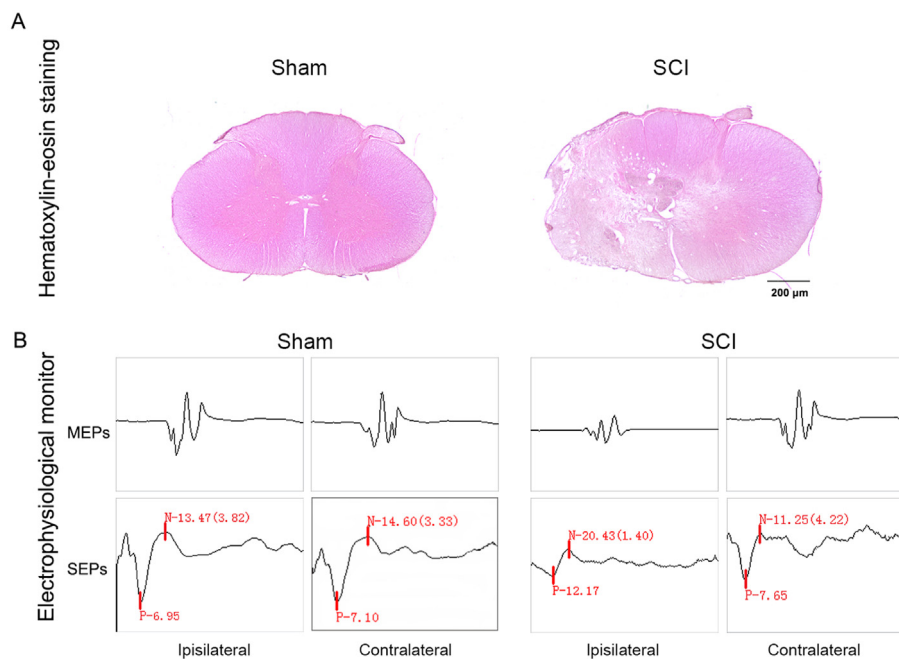 A
Hematoxylin-eosin staining
Sham
SCI
200 μm
B
Electrophysiological monitor
Sham
SCI
MEPs
SEPs
N-13.47(3.82)
P-6.95
N-14.60(3.33)
P-7.10
N-20.43(1.40)
P-12.17
N-11.25(4.22)
P-7.65
Ipisilateral
Contralateral
Ipisilateral
Contralateral